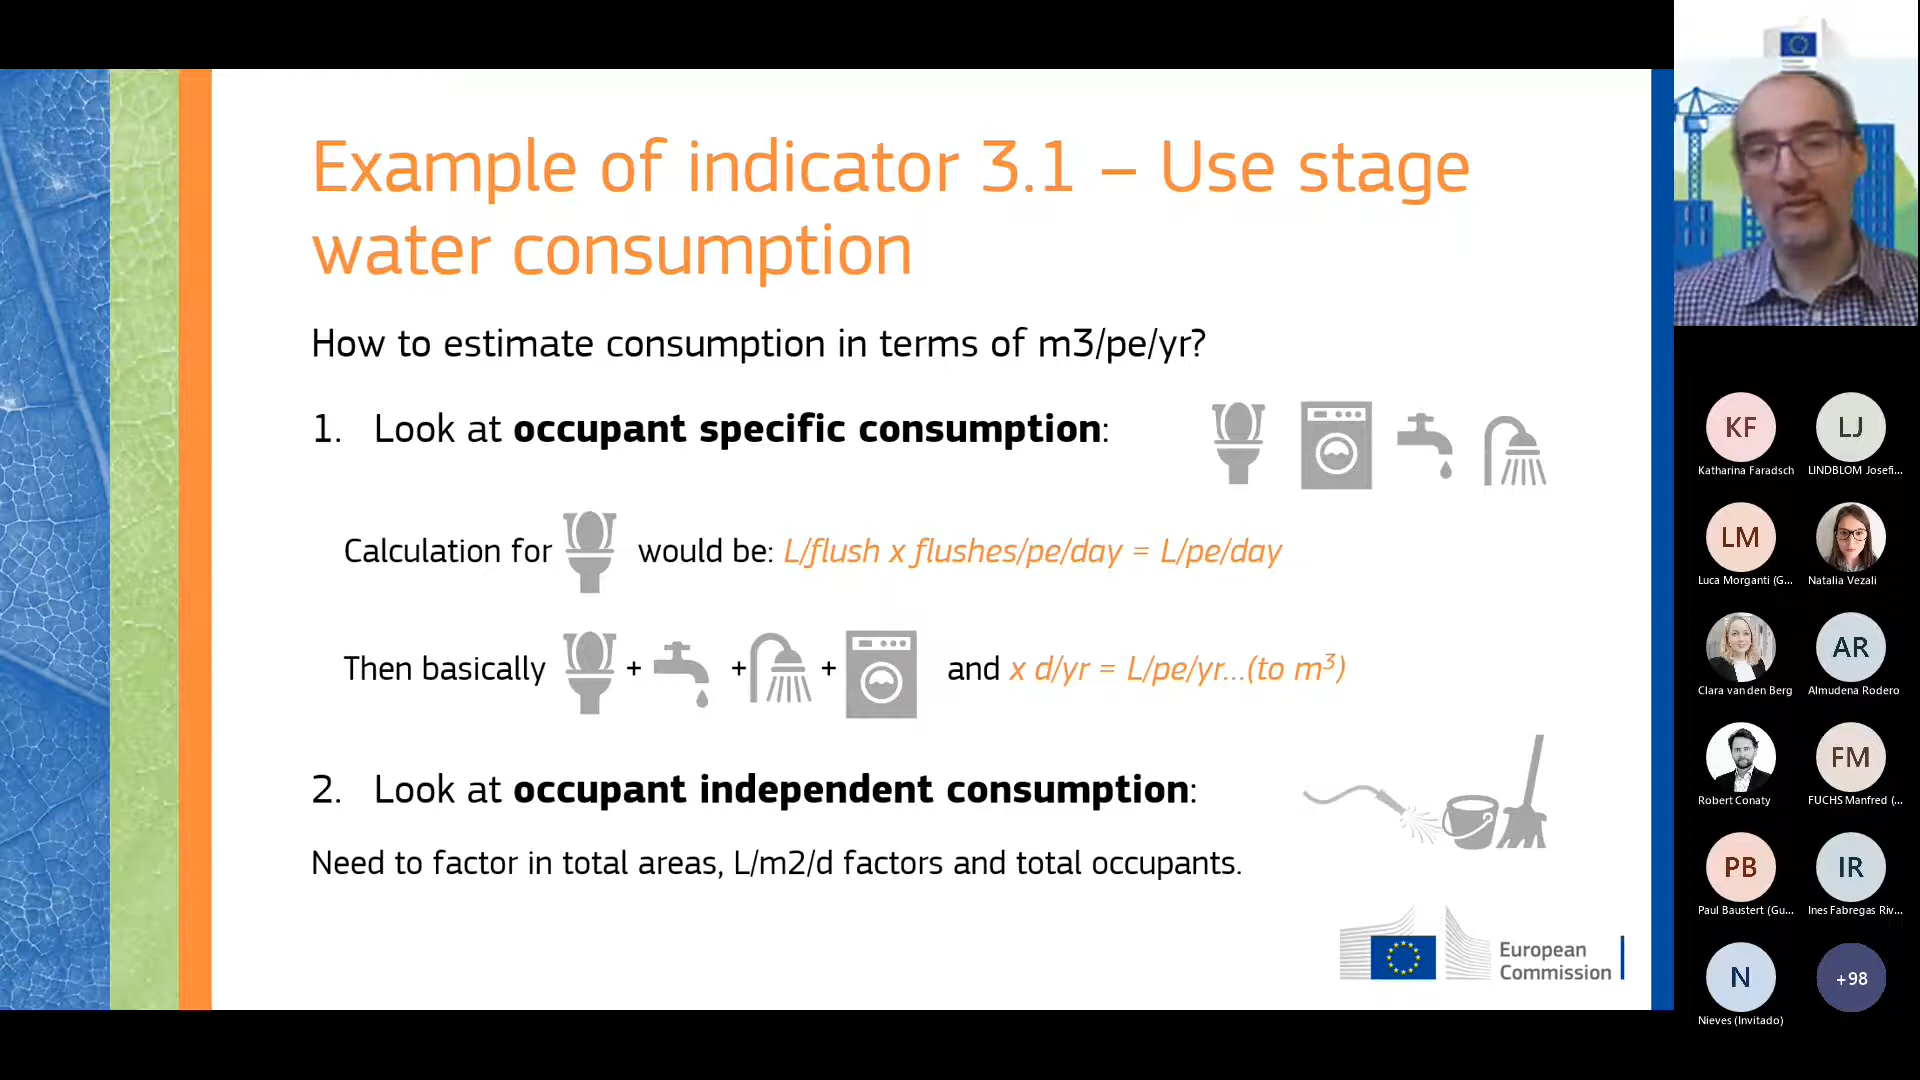 Example of indicator 3.1 – Use stage
water consumption
How to estimate consumption in terms of m3/pe/yr?
1. Look at occupant specific consumption:
Calculation for would be: L/flush x flushes/pe/day = L/pe/day
Then basically + + + and x d/yr = L/pe/yr...(to m³)
2. Look at occupant independent consumption:
Need to factor in total areas, L/m2/d factors and total occupants.
European
Commission
KF
Katharina Faradsch
LJ
LINDBLOM Josefi...
LM
Luca Morganti (G...
Natalia Vezali
Clara van den Berg
AR
Almudena Rodero
Robert Conaty
FM
FUCHS Manfred (...
PB
Paul Baustert (Gu...
IR
Ines Fabregas Riv...
N
Nieves (Invitado)
+98